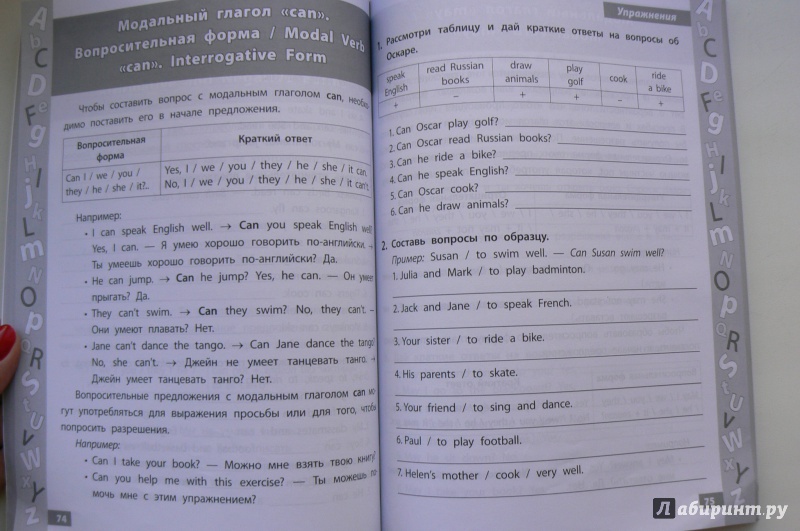 Модальный глагол «can».
Вопросительная форма / Modal Verb
«can». Interrogative Form
Чтобы составить вопрос с модальным глаголом can, необхо-
димо поставить его в начале предложения.
Вопросительная форма
Краткий ответ
Can I / we / you /
they / he / she / it?..
Yes, I / we / you / they / he / she / it can.
No, I / we / you / they / he / she / it can't.
Например:
• I can speak English well. → Can you speak English well?
Yes, I can. — Я умею хорошо говорить по-английски. →
Ты умеешь хорошо говорить по-английски? Да.
• He can jump. → Can he jump? Yes, he can. — Он умеет
прыгать? Да.
• They can't swim. → Can they swim? No, they can't. –
Они умеют плавать? Нет.
• Jane can't dance the tango. → Can Jane dance the tango?
No, she can't. — Джейн не умеет танцевать танго. →
Джейн умеет танцевать танго? Нет.
Вопросительные предложения с модальным глаголом can мо-
гут употребляться для выражения просьбы или для того, чтобы
попросить разрешения.
Например:
• Can I take your book? — Можно мне взять твою книгу?
• Can you help me with this exercise? — Ты можешь по-
мочь мне с этим упражнением?
74
Упражнения
1. Рассмотри таблицу и дай краткие ответы на вопросы об
Оскаре.
speak English
read Russian books
draw animals
play golf
cook
ride a bike
+ – + + – +
1. Can Oscar play golf?
2. Can Oscar read Russian books?
3. Can he ride a bike?
4. Can he speak English?
5. Can Oscar cook?
6. Can he draw animals?
2. Составь вопросы по образцу.
Пример: Susan / to swim well. — Can Susan swim well?
1. Julia and Mark / to play badminton.
2. Jack and Jane / to speak French.
3. Your sister / to ride a bike.
4. His parents / to skate.
5. Your friend / to sing and dance.
6. Paul / to play football.
7. Helen's mother / cook / very well.
75
Лабиринт.ру